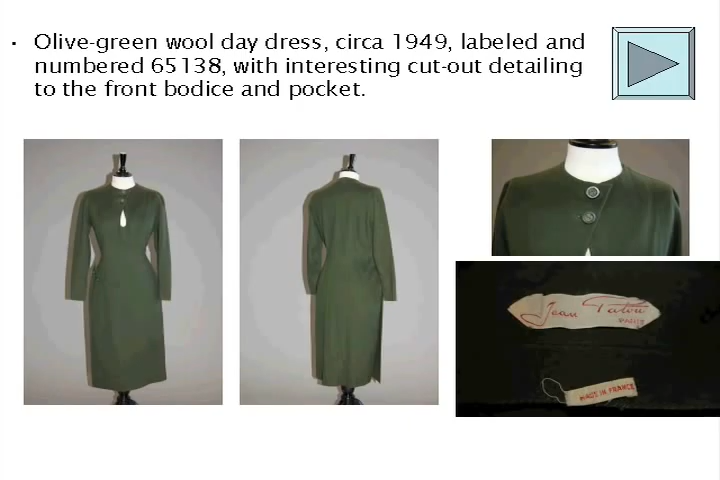 • Olive-green wool day dress, circa 1949, labeled and
numbered 65138, with interesting cut-out detailing
to the front bodice and pocket.
Jean Patou
PARIS
MADE IN FRANCE